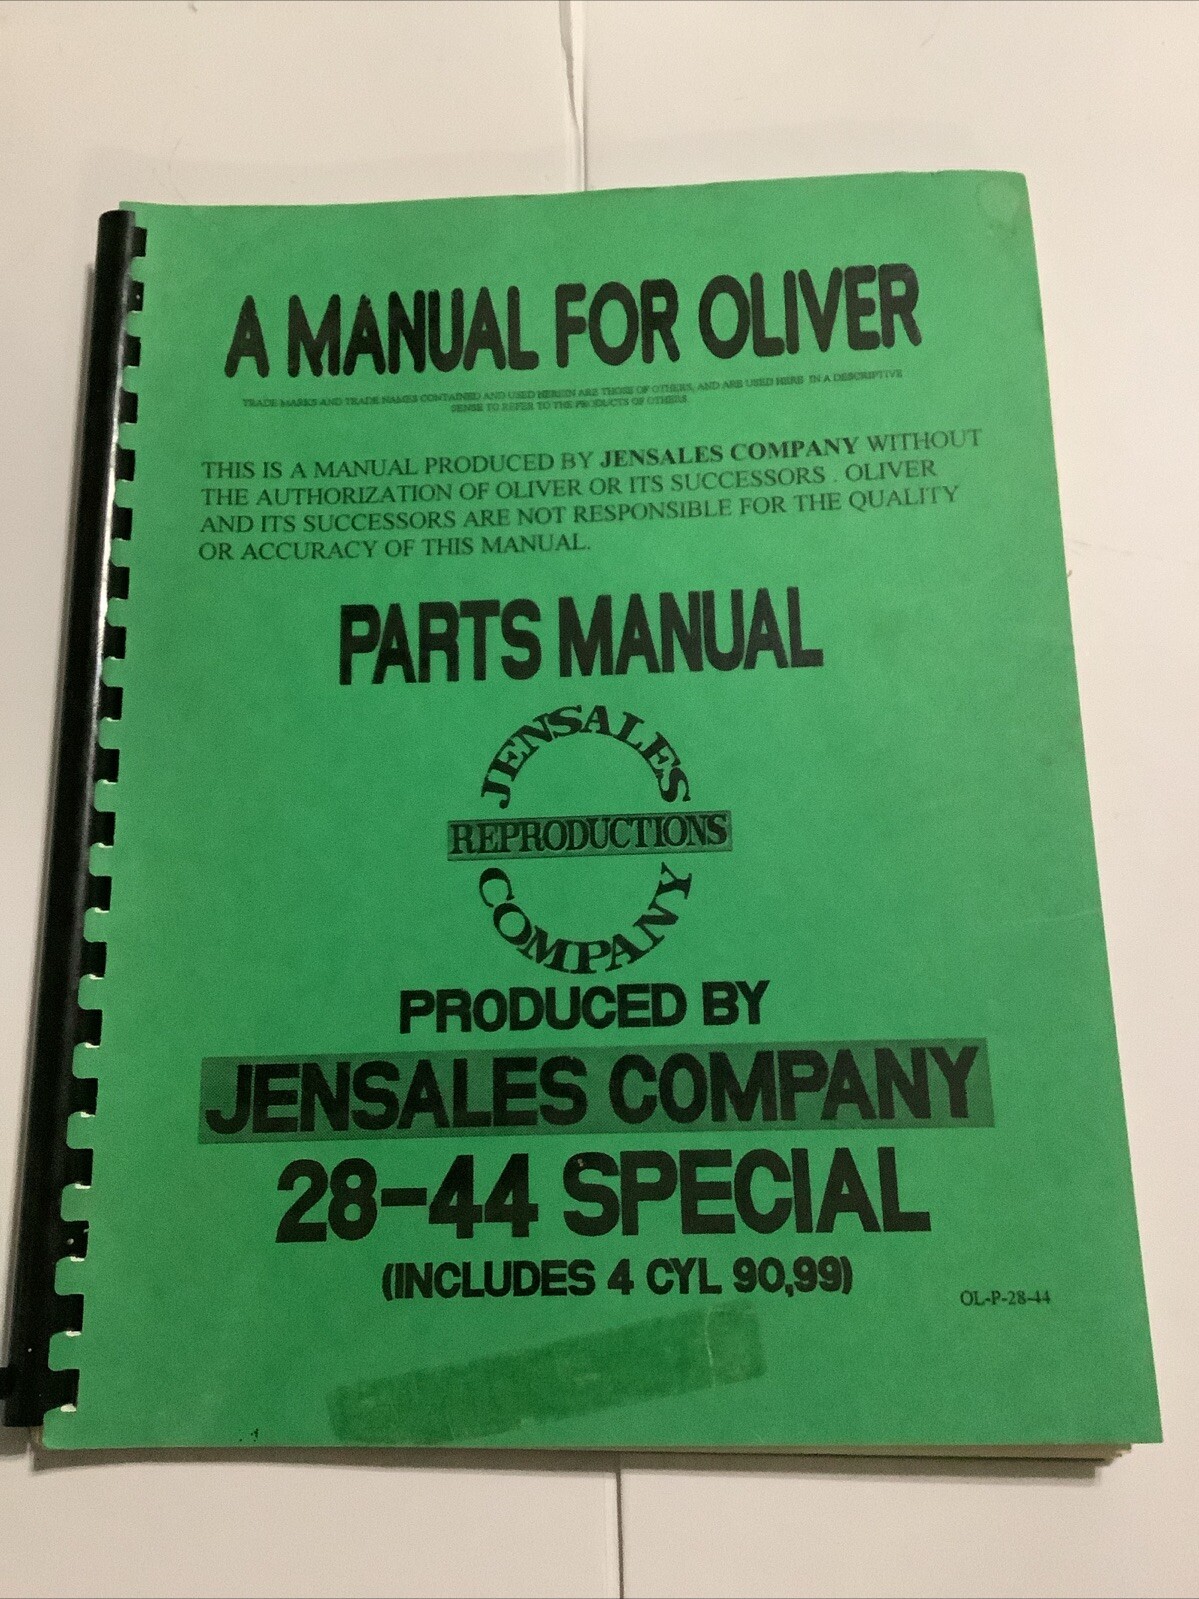 A MANUAL FOR OLIVER
TRADE MARKS AND TRADE NAMES CONTAINED AND USED HEREIN ARE THOSE OF OTHERS, AND ARE USED HERE IN A DESCRIPTIVE
SENSE TO REFER TO THE PRODUCTS OF OTHERS
THIS IS A MANUAL PRODUCED BY JENSALES COMPANY WITHOUT
THE AUTHORIZATION OF OLIVER OR ITS SUCCESSORS . OLIVER
AND ITS SUCCESSORS ARE NOT RESPONSIBLE FOR THE QUALITY
OR ACCURACY OF THIS MANUAL.
PARTS MANUAL
JENSALES
REPRODUCTIONS
COMPANY
PRODUCED BY
JENSALES COMPANY
28-44 SPECIAL
(INCLUDES 4 CYL 90,99)
OL-P-28-44